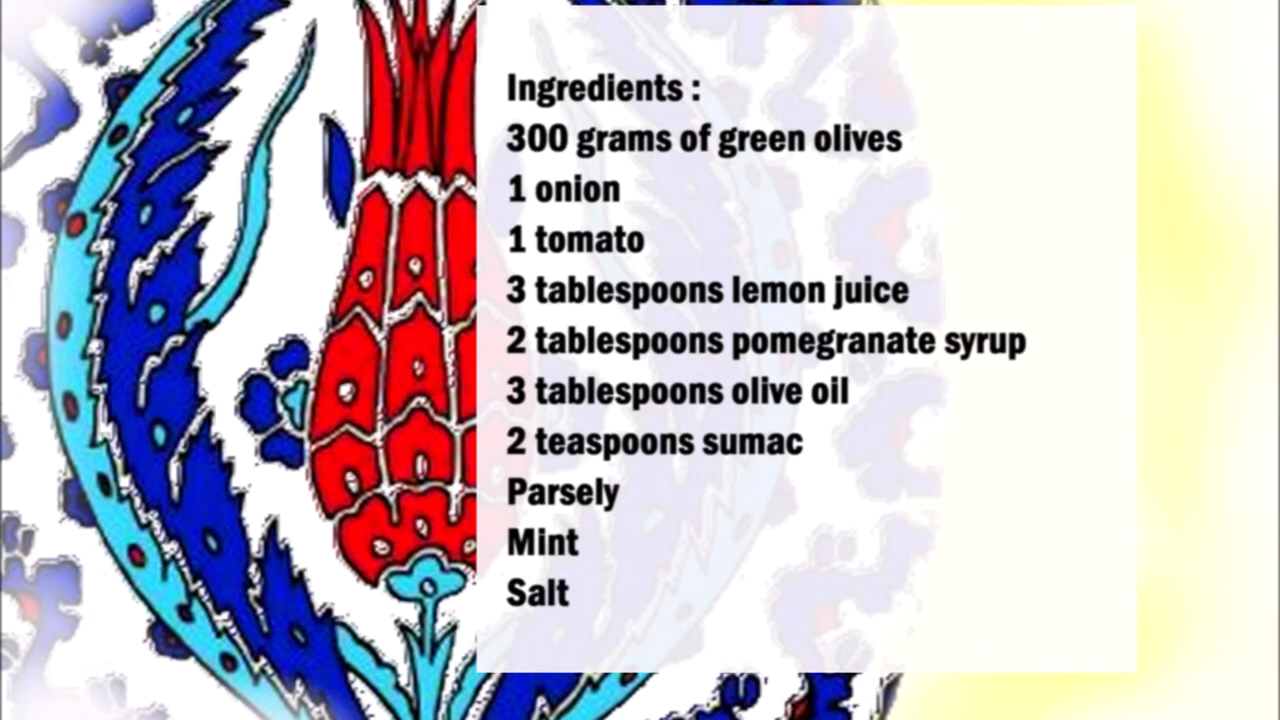 Ingredients :
300 grams of green olives
1 onion
1 tomato
3 tablespoons lemon juice
2 tablespoons pomegranate syrup
3 tablespoons olive oil
2 teaspoons sumac
Parsely
Mint
Salt